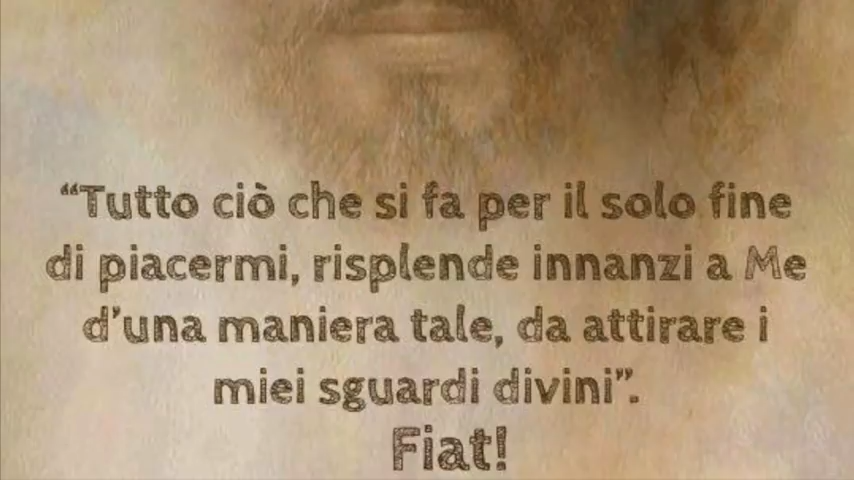 “Tutto ciò che si fa per il solo fine
di piacermi, risplende innanzi a Me
d’una maniera tale, da attirare i
miei sguardi divini”.
Fiat!